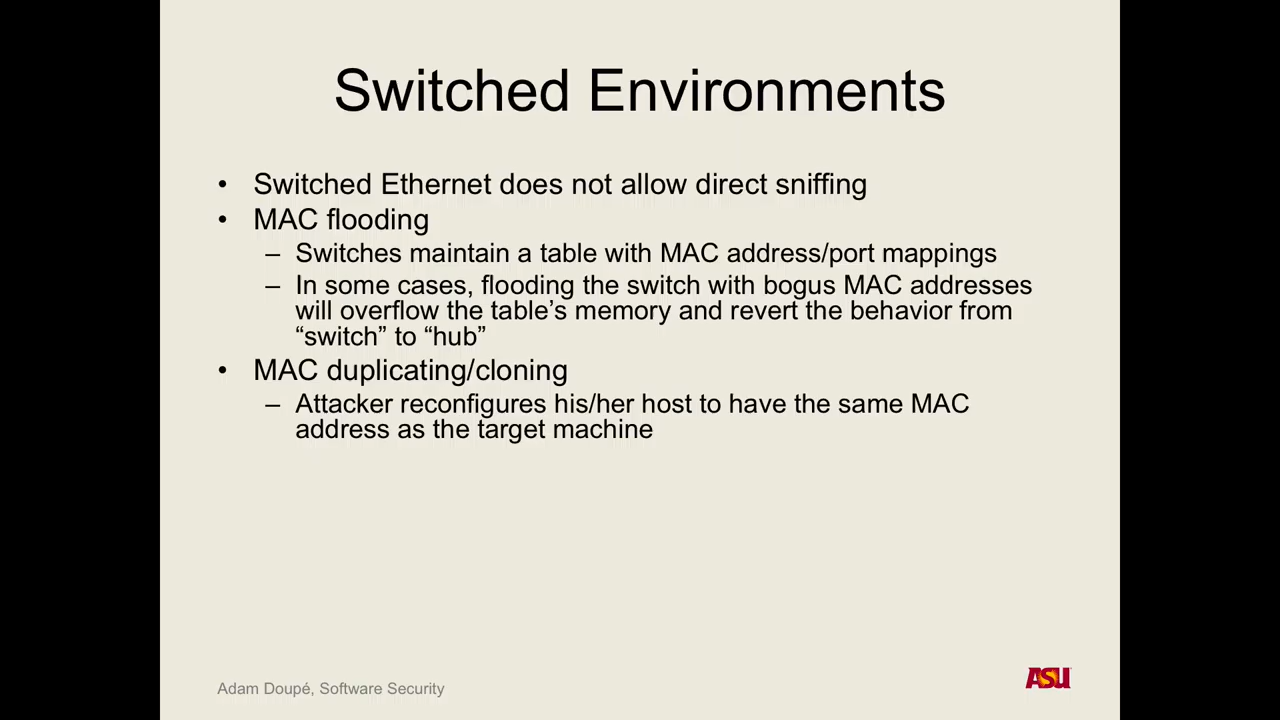 Switched Environments
• Switched Ethernet does not allow direct sniffing
• MAC flooding
– Switches maintain a table with MAC address/port mappings
– In some cases, flooding the switch with bogus MAC addresses
will overflow the table’s memory and revert the behavior from
“switch” to “hub”
• MAC duplicating/cloning
– Attacker reconfigures his/her host to have the same MAC
address as the target machine
Adam Doupé, Software Security
ASU